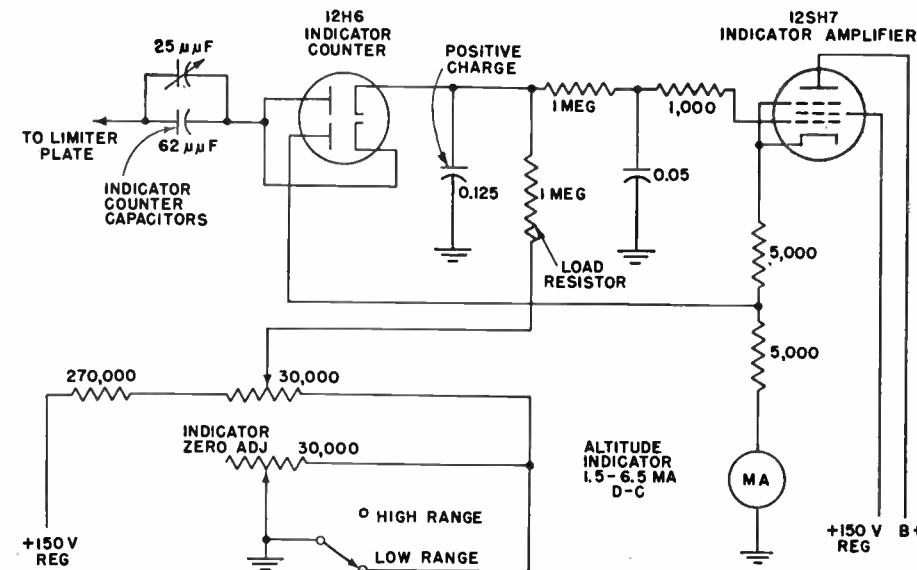 12H6
INDICATOR
COUNTER
12SH7
INDICATOR AMPLIFIER
25 μμF
POSITIVE
CHARGE
1 MEG
1,000
TO LIMITER
PLATE
62 μμF
INDICATOR
COUNTER
CAPACITORS
0.125
1 MEG
0.05
LOAD
RESISTOR
5,000
5,000
270,000
30,000
INDICATOR
ZERO ADJ
30,000
ALTITUDE
INDICATOR
1.5-6.5 MA
D-C
MA
HIGH RANGE
LOW RANGE
+150 V
REG
+150 V
REG
B+